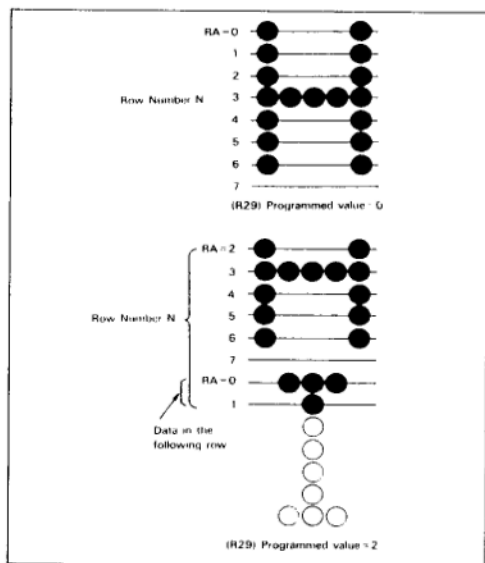 RA = 0
1
2
Row Number N
3
4
5
6
7
(R29) Programmed value = 0
RA = 2
3
4
5
Row Number N
6
7
RA = 0
1
Data in the
following row
(R29) Programmed value = 2